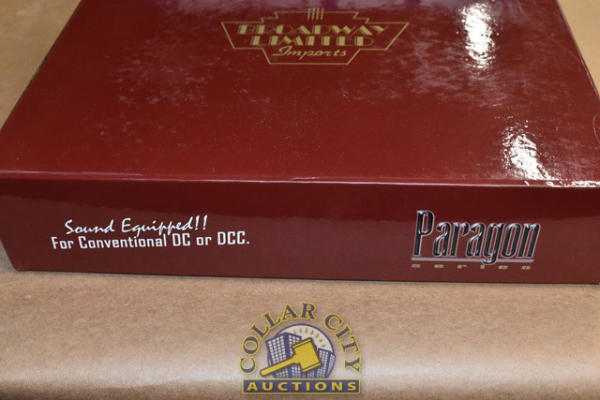 BROADWAY
LIMITED
Imports
Sound Equipped!!
For Conventional DC or DCC.
Paragon
series
COLLAR CITY
AUCTIONS